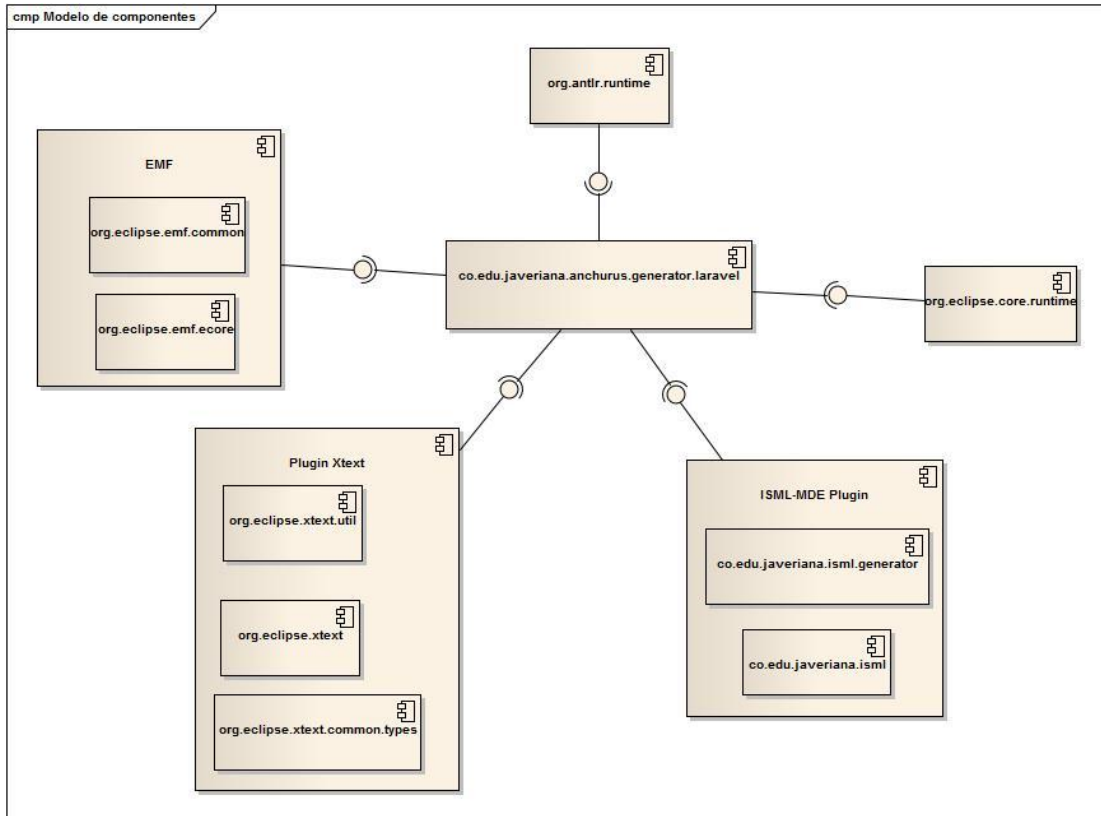 cmp Modelo de componentes
org.antlr.runtime
EMF
org.eclipse.emf.common
org.eclipse.emf.ecore
co.edu.javeriana.anchurus.generator.laravel
org.eclipse.core.runtime
Plugin Xtext
org.eclipse.xtext.util
org.eclipse.xtext
org.eclipse.xtext.common.types
ISML-MDE Plugin
co.edu.javeriana.isml.generator
co.edu.javeriana.isml